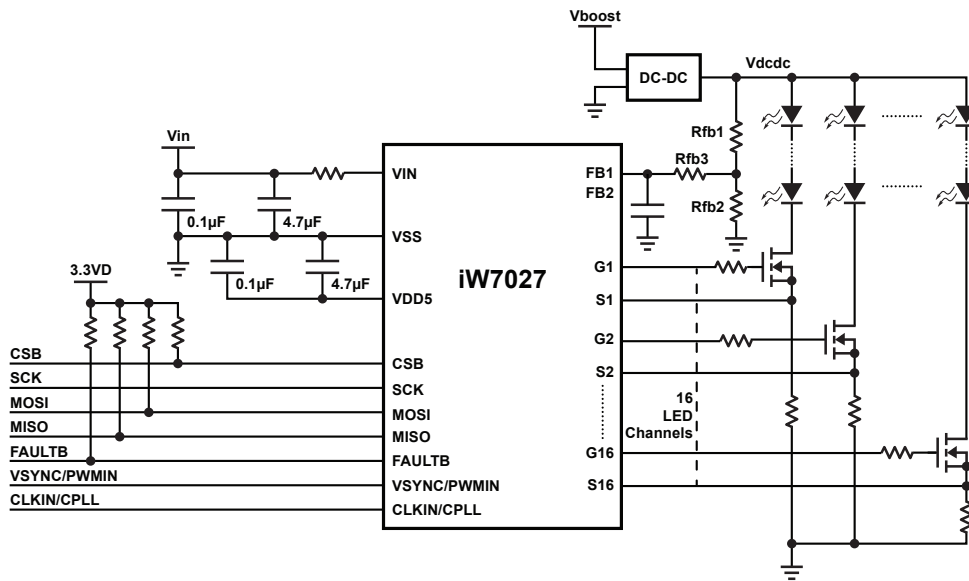 Vboost
DC-DC
Vdcdc
Rfb1
Rfb3
Rfb2
Vin
0.1µF
4.7µF
0.1µF
4.7µF
3.3VD
CSB
SCK
MOSI
MISO
FAULTB
VSYNC/PWMIN
CLKIN/CPLL
VIN
VSS
VDD5
CSB
SCK
MOSI
MISO
FAULTB
VSYNC/PWMIN
CLKIN/CPLL
iW7027
FB1
FB2
G1
S1
G2
S2
G16
S16
16
LED
Channels